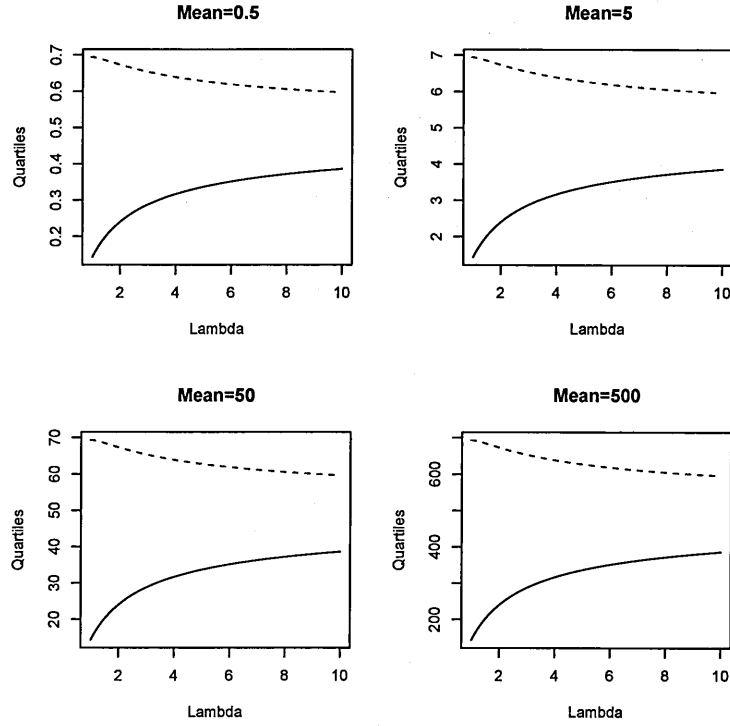 Mean=0.5
Quartiles
0.7
0.6
0.5
0.4
0.3
0.2
2 4 6 8 10
Lambda
Mean=5
Quartiles
7
6
5
4
3
2
2 4 6 8 10
Lambda
Mean=50
Quartiles
70
60
50
40
30
20
2 4 6 8 10
Lambda
Mean=500
Quartiles
600
400
200
2 4 6 8 10
Lambda